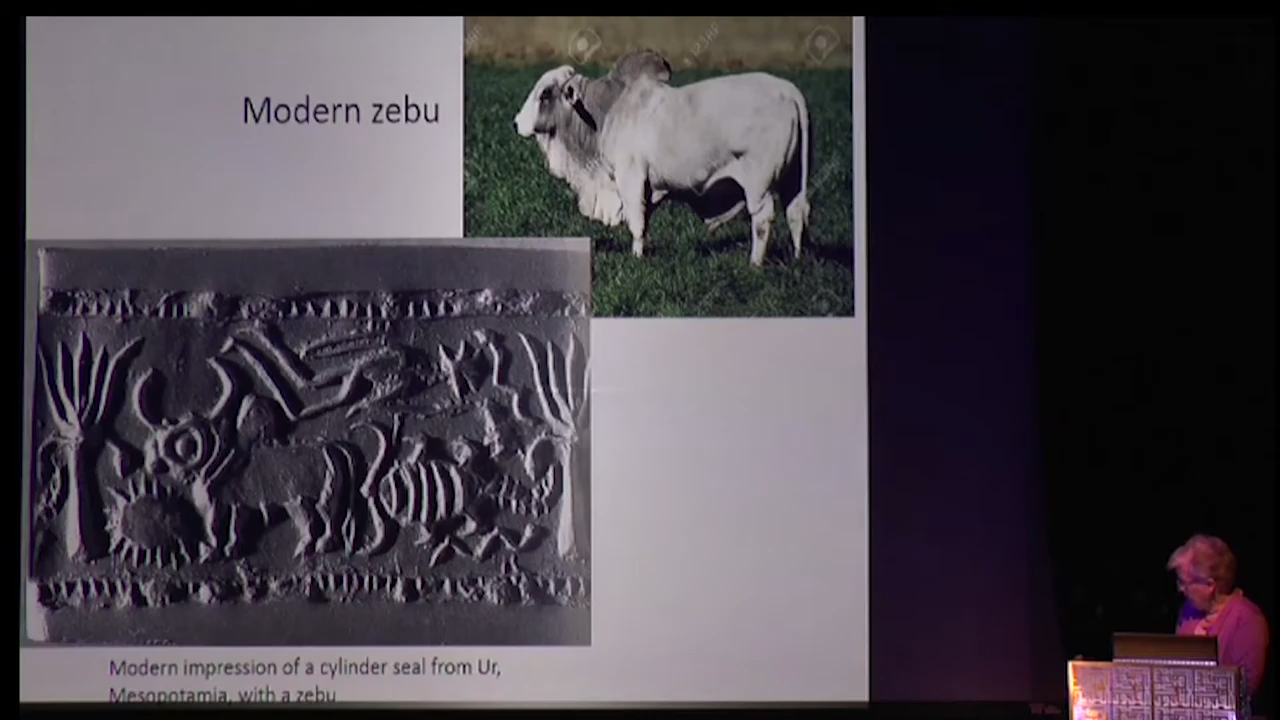 Modern zebu
Modern impression of a cylinder seal from Ur,
Mesopotamia, with a zebu